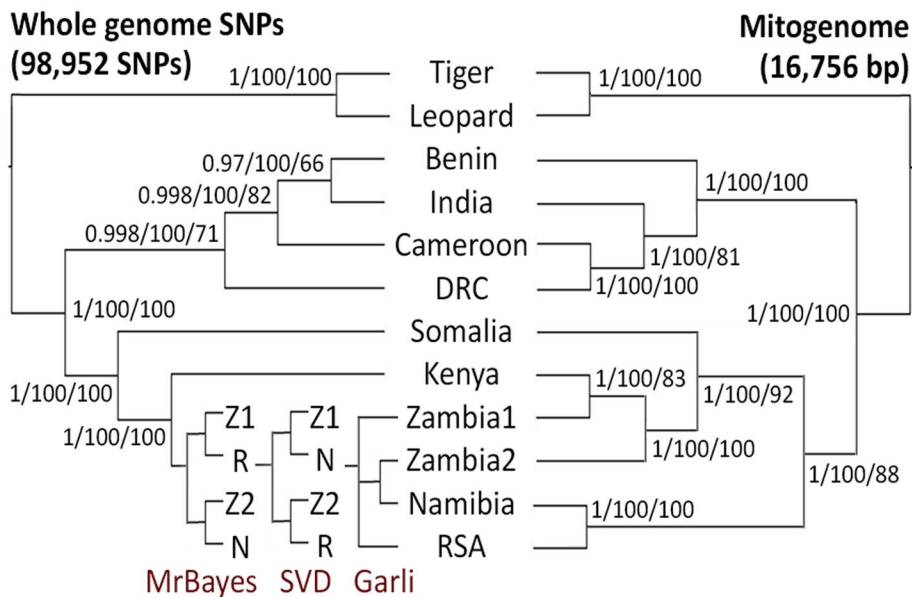 Whole genome SNPs
(98,952 SNPs)
Mitogenome
(16,756 bp)
1/100/100
Tiger
1/100/100
Leopard
0.97/100/66
Benin
1/100/100
0.998/100/82
India
0.998/100/71
Cameroon
1/100/81
DRC
1/100/100
1/100/100
Somalia
1/100/100
1/100/100
Kenya
1/100/83
1/100/92
1/100/100
Z1
Z1
Zambia1
1/100/100
R
N
Zambia2
1/100/88
Z2
Z2
Namibia
1/100/100
N
R
RSA
MrBayes SVD Garli